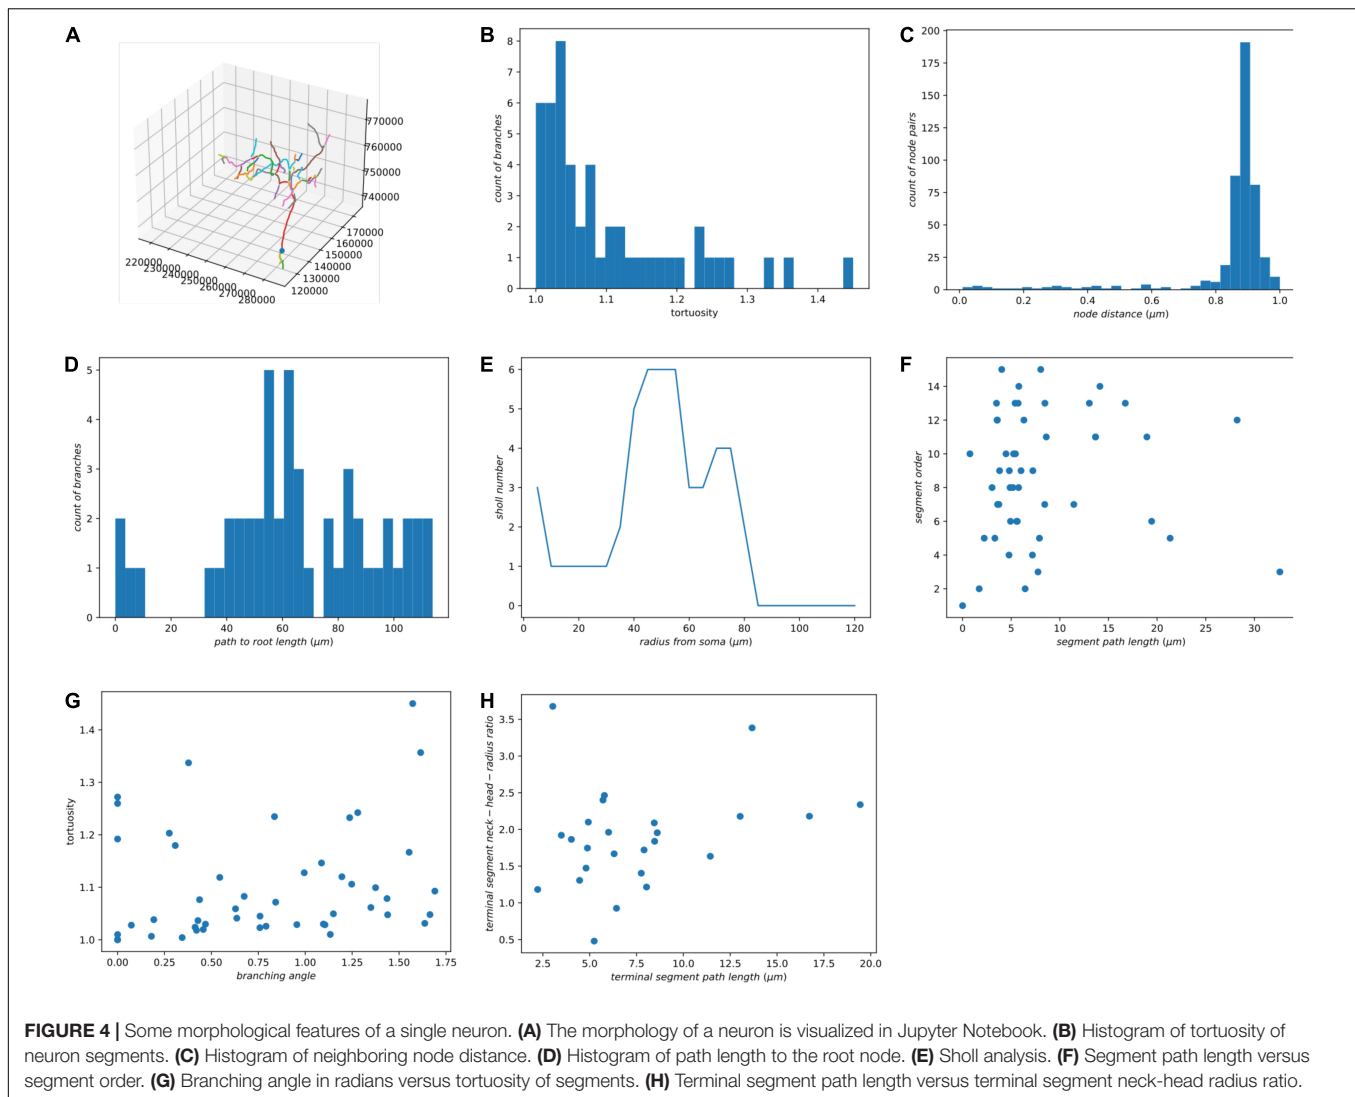 A
770000
760000
750000
740000
170000
160000
150000
140000
130000
120000
220000
230000
240000
250000
260000
270000
280000
B
count of branches
8
7
6
5
4
3
2
1
0
1.0 1.1 1.2 1.3 1.4
tortuosity
C
count of node pairs
200
175
150
125
100
75
50
25
0
0.0 0.2 0.4 0.6 0.8 1.0
node distance (μm)
D
count of branches
5
4
3
2
1
0
0 20 40 60 80 100
path to root length (μm)
E
sholl number
6
5
4
3
2
1
0
0 20 40 60 80 100 120
radius from soma (μm)
F
segment order
14
12
10
8
6
4
2
0 5 10 15 20 25 30
segment path length (μm)
G
tortuosity
1.4
1.3
1.2
1.1
1.0
0.00 0.25 0.50 0.75 1.00 1.25 1.50 1.75
branching angle
H
terminal segment neck − head − radius ratio
3.5
3.0
2.5
2.0
1.5
1.0
0.5
2.5 5.0 7.5 10.0 12.5 15.0 17.5 20.0
terminal segment path length (μm)
FIGURE 4 | Some morphological features of a single neuron. (A) The morphology of a neuron is visualized in Jupyter Notebook. (B) Histogram of tortuosity of
neuron segments. (C) Histogram of neighboring node distance. (D) Histogram of path length to the root node. (E) Sholl analysis. (F) Segment path length versus
segment order. (G) Branching angle in radians versus tortuosity of segments. (H) Terminal segment path length versus terminal segment neck-head radius ratio.